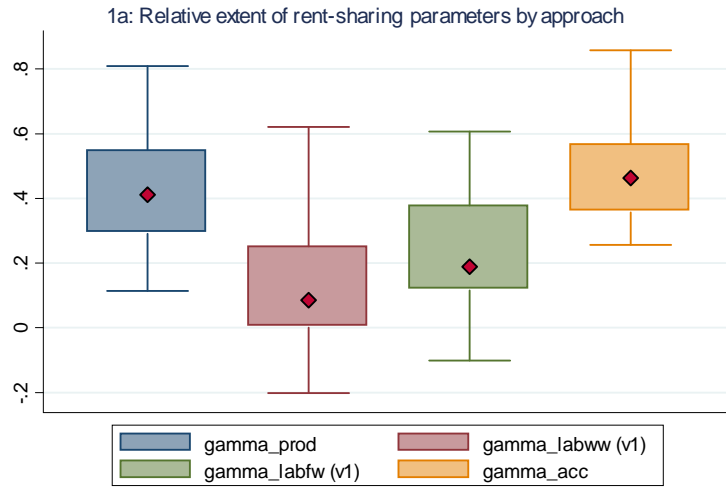 1a: Relative extent of rent-sharing parameters by approach
.8
.6
.4
.2
0
-.2
gamma_prod gamma_labww (v1)
gamma_labfw (v1) gamma_acc